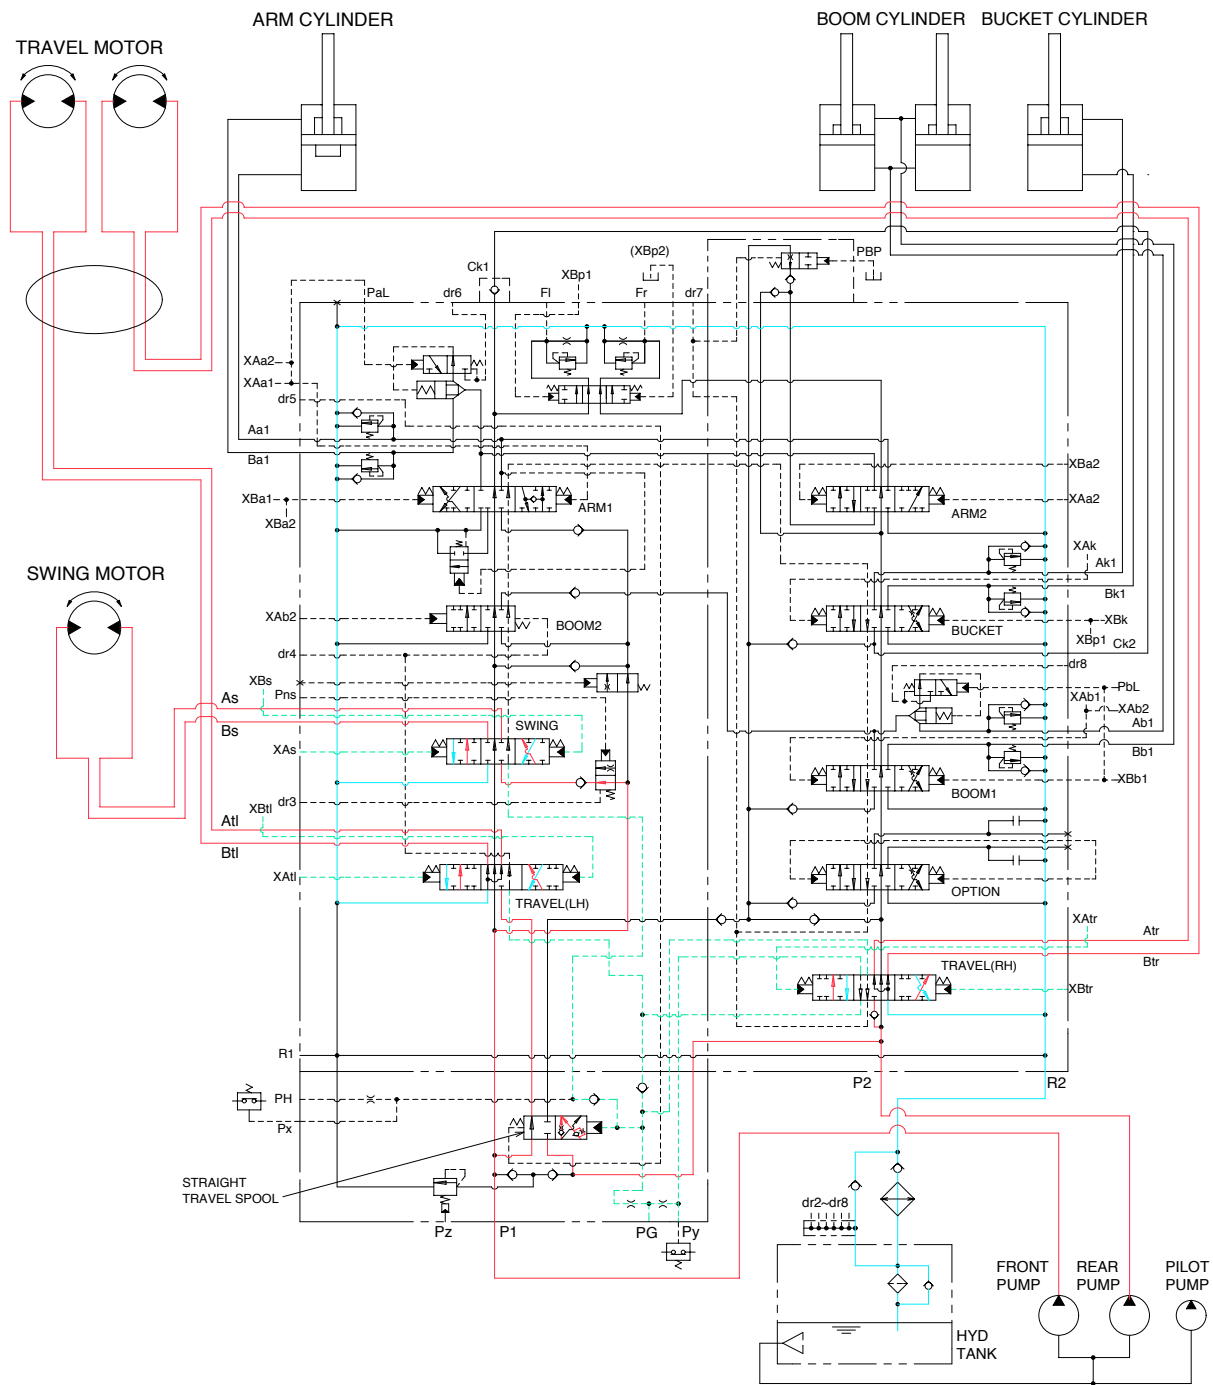 ARM CYLINDER
BOOM CYLINDER
BUCKET CYLINDER
TRAVEL MOTOR
(XBp2)
PBP
Ck1
XBp1
PaL
dr6
Fl
Fr
dr7
XAa2
XAa1
dr5
Aa1
Ba1
XBa2
XBa1
XBa2
ARM1
XAa2
ARM2
XAk
Ak1
SWING MOTOR
Bk1
XAb2
BOOM2
BUCKET
XBk
XBp1
Ck2
dr4
dr8
XBs
Pns
PbL
XAb1
XAb2
As
Ab1
Bs
SWING
XAs
Bb1
XBb1
BOOM1
dr3
XBtl
Atl
Btl
XAtl
TRAVEL(LH)
OPTION
XAtr
Atr
TRAVEL(RH)
Btr
XBtr
R1
P2
R2
PH
Px
STRAIGHT
TRAVEL SPOOL
dr2~dr8
Pz
P1
PG
Py
FRONT
PUMP
REAR
PUMP
PILOT
PUMP
HYD
TANK